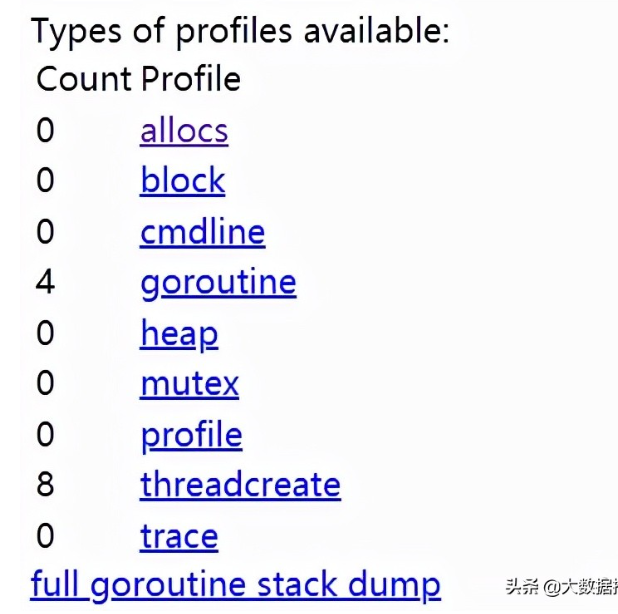 Types of profiles available:
Count Profile
0 allocs
0 block
0 cmdline
4 goroutine
0 heap
0 mutex
0 profile
8 threadcreate
0 trace
full goroutine stack dump
头条 @大数据